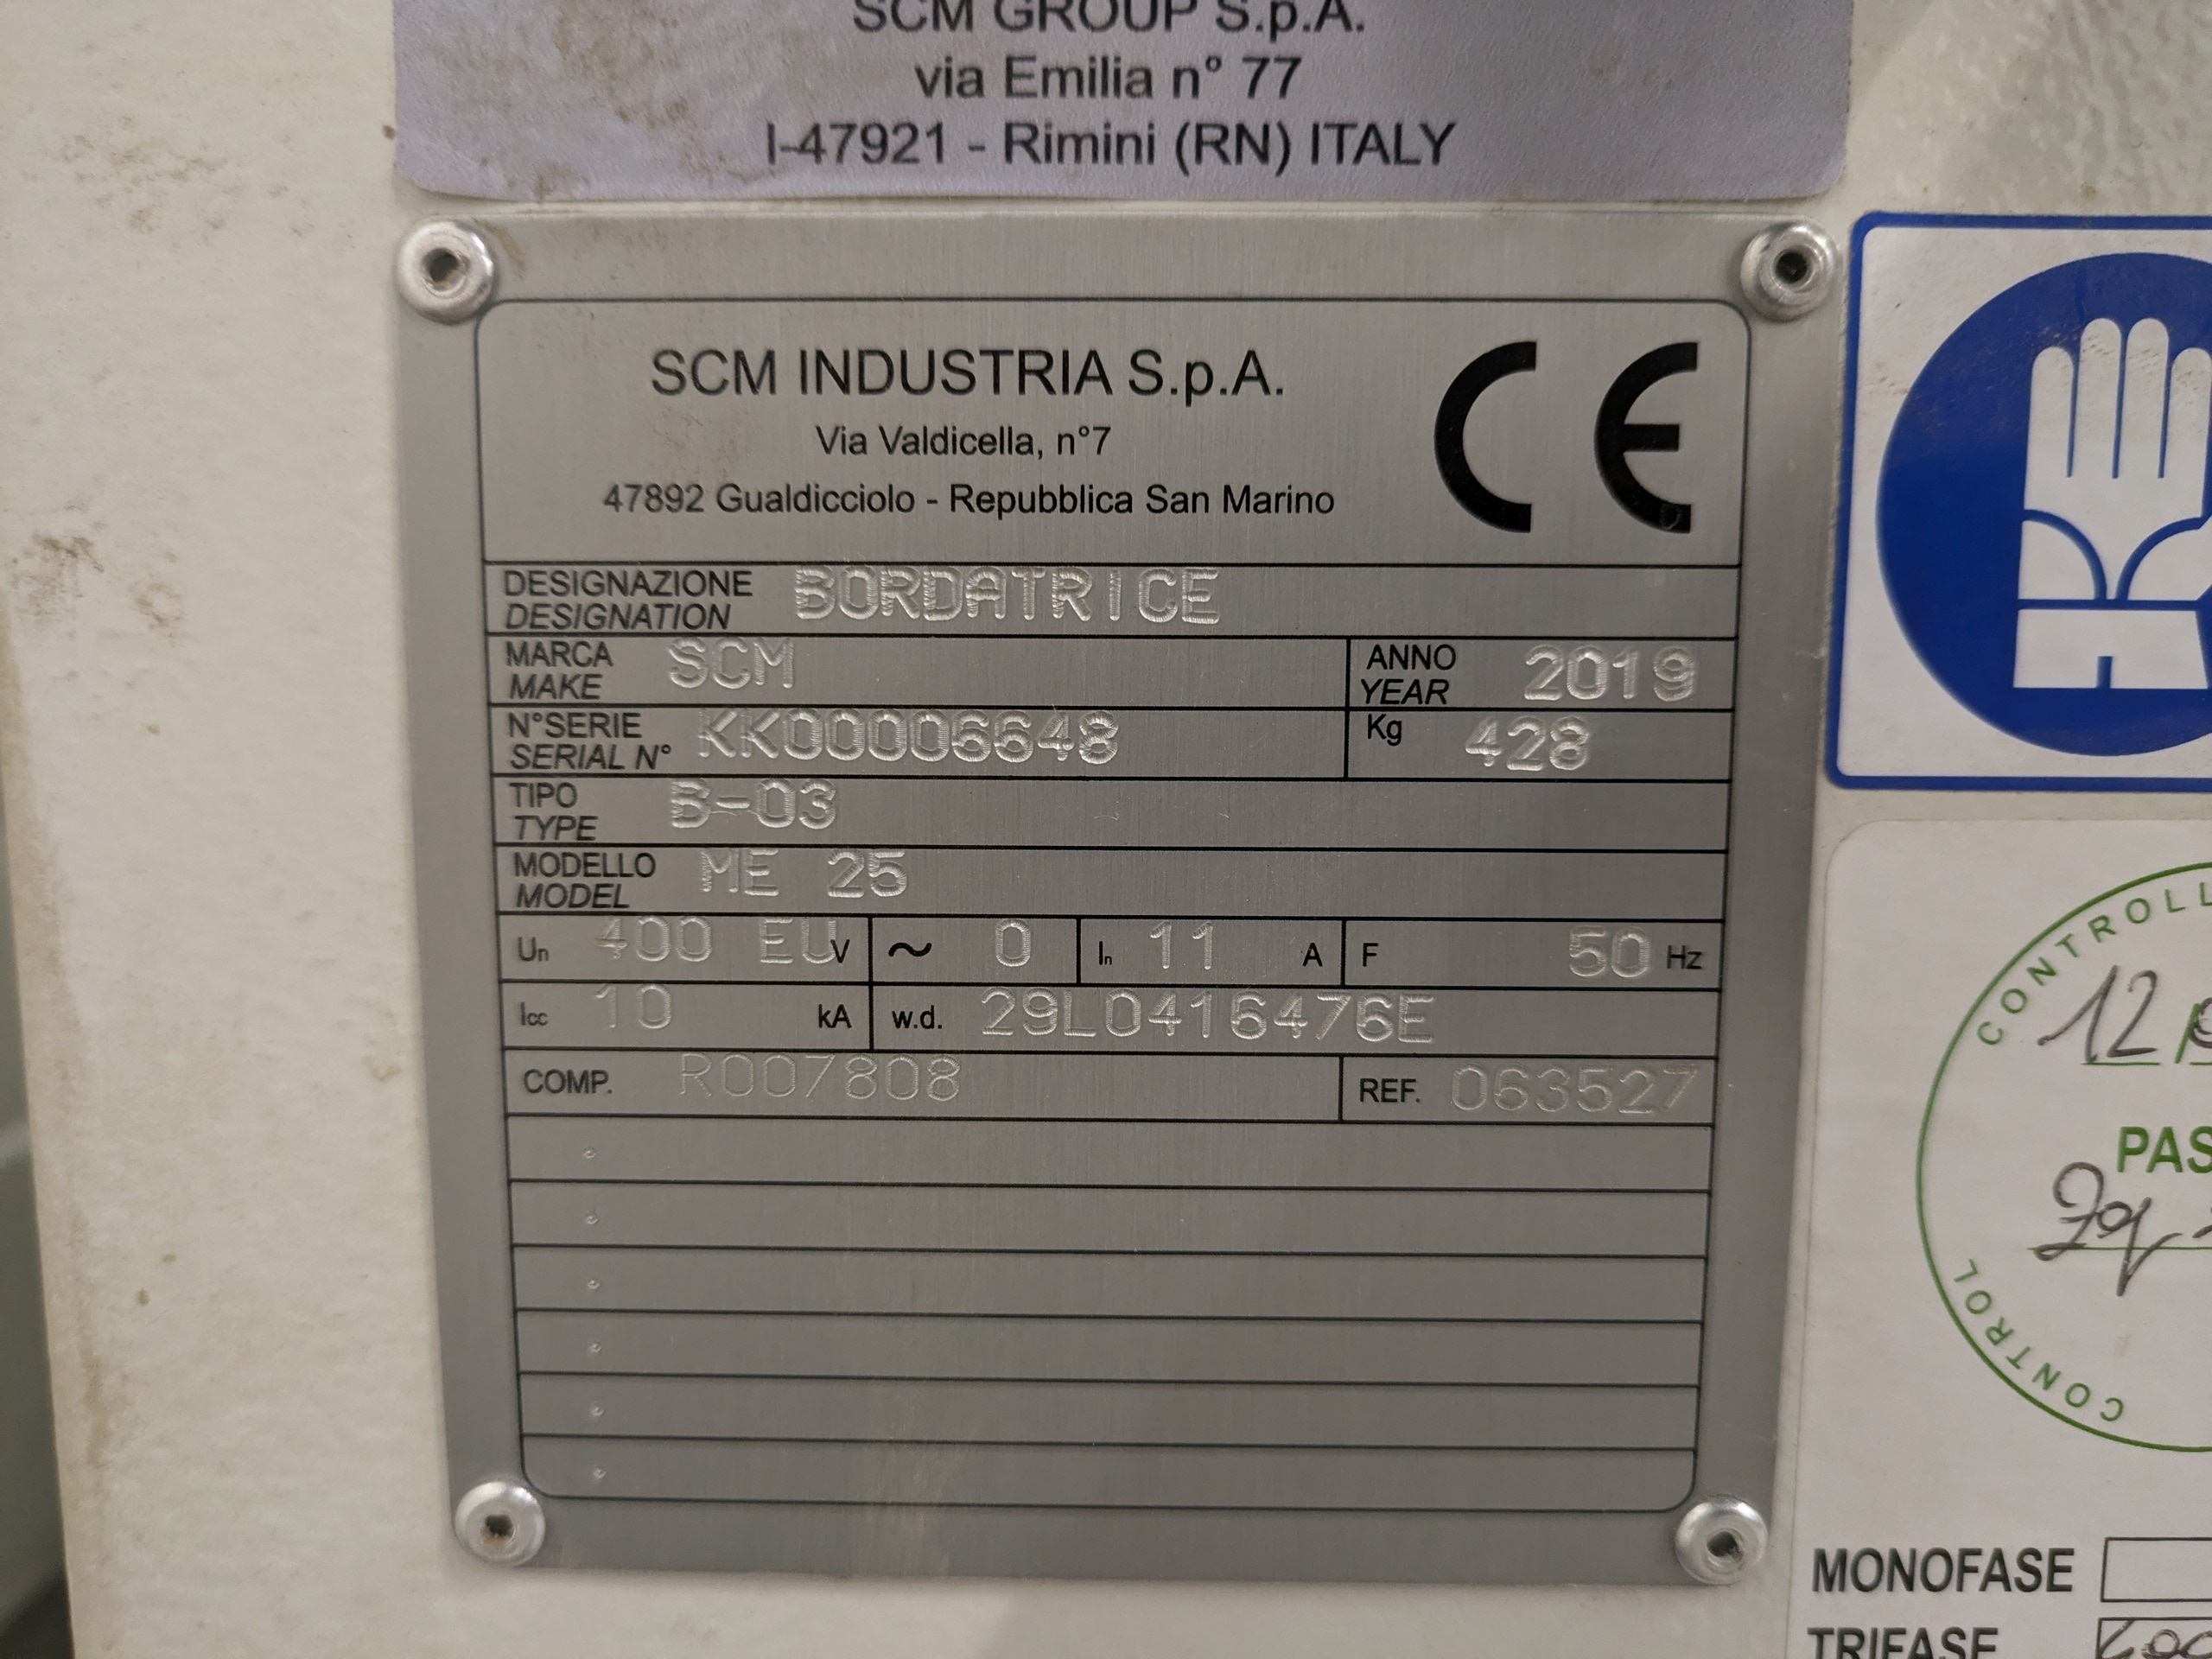 SCM GROUP S.p.A.
via Emilia n° 77
I-47921 - Rimini (RN) ITALY
SCM INDUSTRIA S.p.A.
Via Valdicella, n°7
47892 Gualdicciolo - Repubblica San Marino
CE
DESIGNAZIONE BORDATRICE
DESIGNATION
MARCA SCM
MAKE
ANNO 2019
YEAR
N°SERIE KK00006648
SERIAL N°
Kg 428
TIPO B-03
TYPE
MODELLO ME 25
MODEL
Un 400 EU V ~ 0 In 11 A F 50 Hz
Icc 10 kA w.d. 29L0416476E
COMP. R007808 REF. 063527
CONTROLL
12
PAS
CONTROL
MONOFASE
TRIFASE